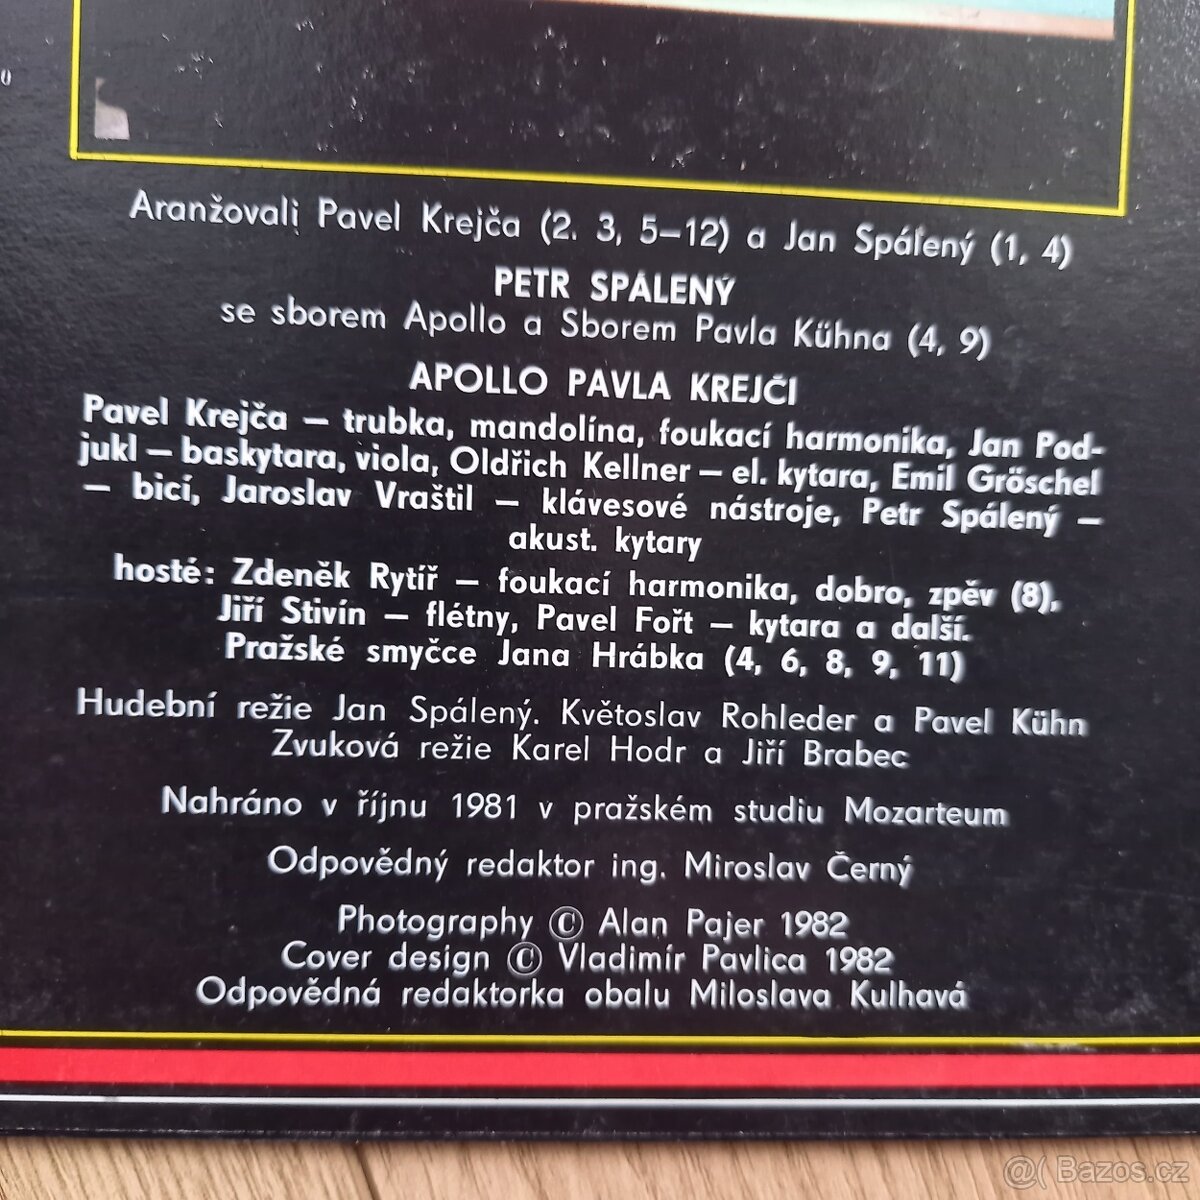 Aranžovali Pavel Krejča (2. 3, 5–12) a Jan Spálený (1, 4)
PETR SPÁLENÝ
se sborem Apollo a Sborem Pavla Kühna (4, 9)
APOLLO PAVLA KREJČI
Pavel Krejča – trubka, mandolína, foukací harmonika, Jan Pod-
jukl – baskytara, viola, Oldřich Kellner – el. kytara, Emil Gröschel
– bicí, Jaroslav Vraštil – klávesové nástroje, Petr Spálený –
akust. kytary
hosté: Zdeněk Rytíř – foukací harmonika, dobro, zpěv (8),
Jiří Stivín – flétny, Pavel Fořt – kytara a další.
Pražské smyčce Jana Hrábka (4, 6, 8, 9, 11)
Hudební režie Jan Spálený. Květoslav Rohleder a Pavel Kühn
Zvuková režie Karel Hodr a Jiří Brabec
Nahráno v říjnu 1981 v pražském studiu Mozarteum
Odpovědný redaktor ing. Miroslav Černý
Photography © Alan Pajer 1982
Cover design © Vladimír Pavlica 1982
Odpovědná redaktorka obalu Miloslava Kulhavá
@( Bazos.cz